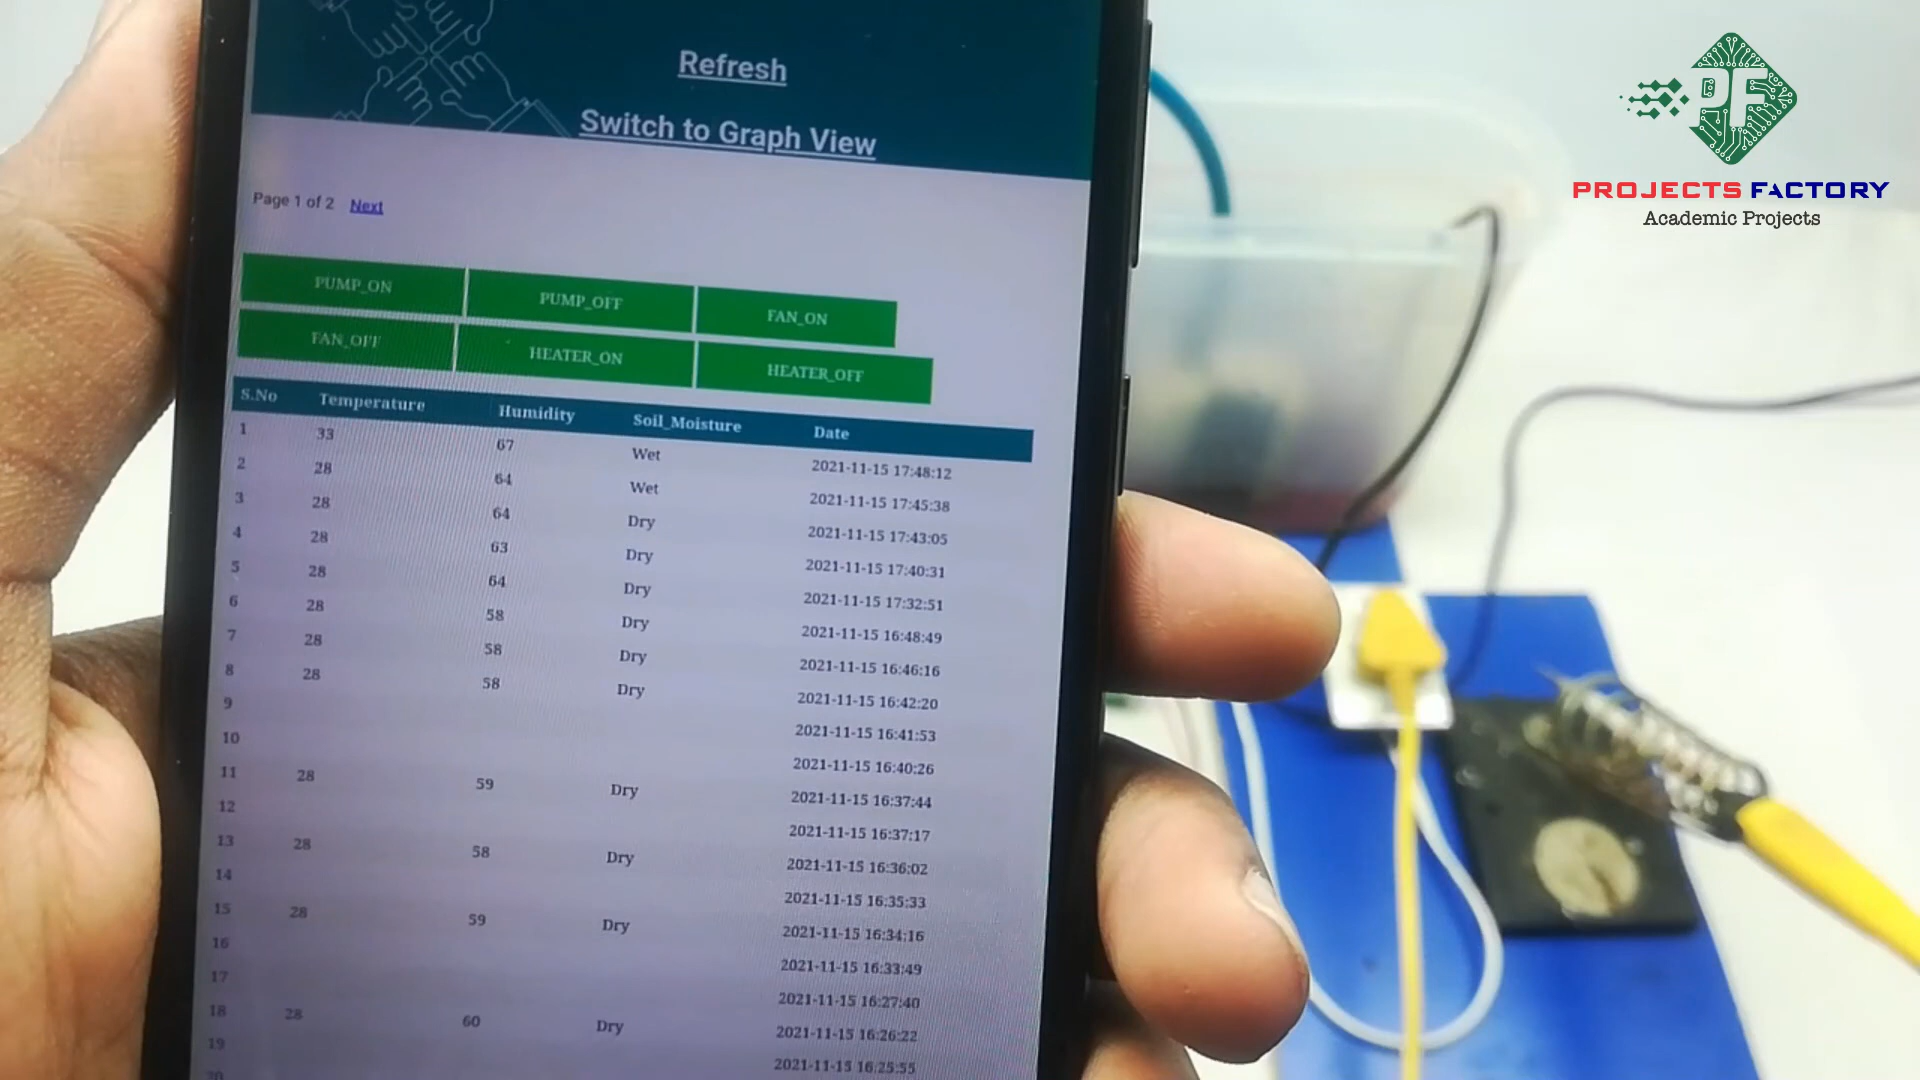 Refresh
Switch to Graph View
Page 1 of 2 Next
PUMP_ON PUMP_OFF FAN_ON
FAN_OFF HEATER_ON HEATER_OFF
S.No Temperature Humidity Soil_Moisture Date
1 33 67 Wet 2021-11-15 17:48:12
2 28 64 Wet 2021-11-15 17:45:38
3 28 64 Dry 2021-11-15 17:43:05
4 28 63 Dry 2021-11-15 17:40:31
5 28 64 Dry 2021-11-15 17:32:51
6 28 58 Dry 2021-11-15 16:48:49
7 28 58 Dry 2021-11-15 16:46:16
8 28 58 Dry 2021-11-15 16:42:20
9 2021-11-15 16:41:53
10 2021-11-15 16:40:26
11 28 59 Dry 2021-11-15 16:37:44
12 2021-11-15 16:37:17
13 28 58 Dry 2021-11-15 16:36:02
14 2021-11-15 16:35:33
15 28 59 Dry 2021-11-15 16:34:16
16 2021-11-15 16:33:49
17 2021-11-15 16:27:40
18 28 60 Dry 2021-11-15 16:26:22
19 2021-11-15 16:25:55
20
PF
PROJECTS FACTORY
Academic Projects